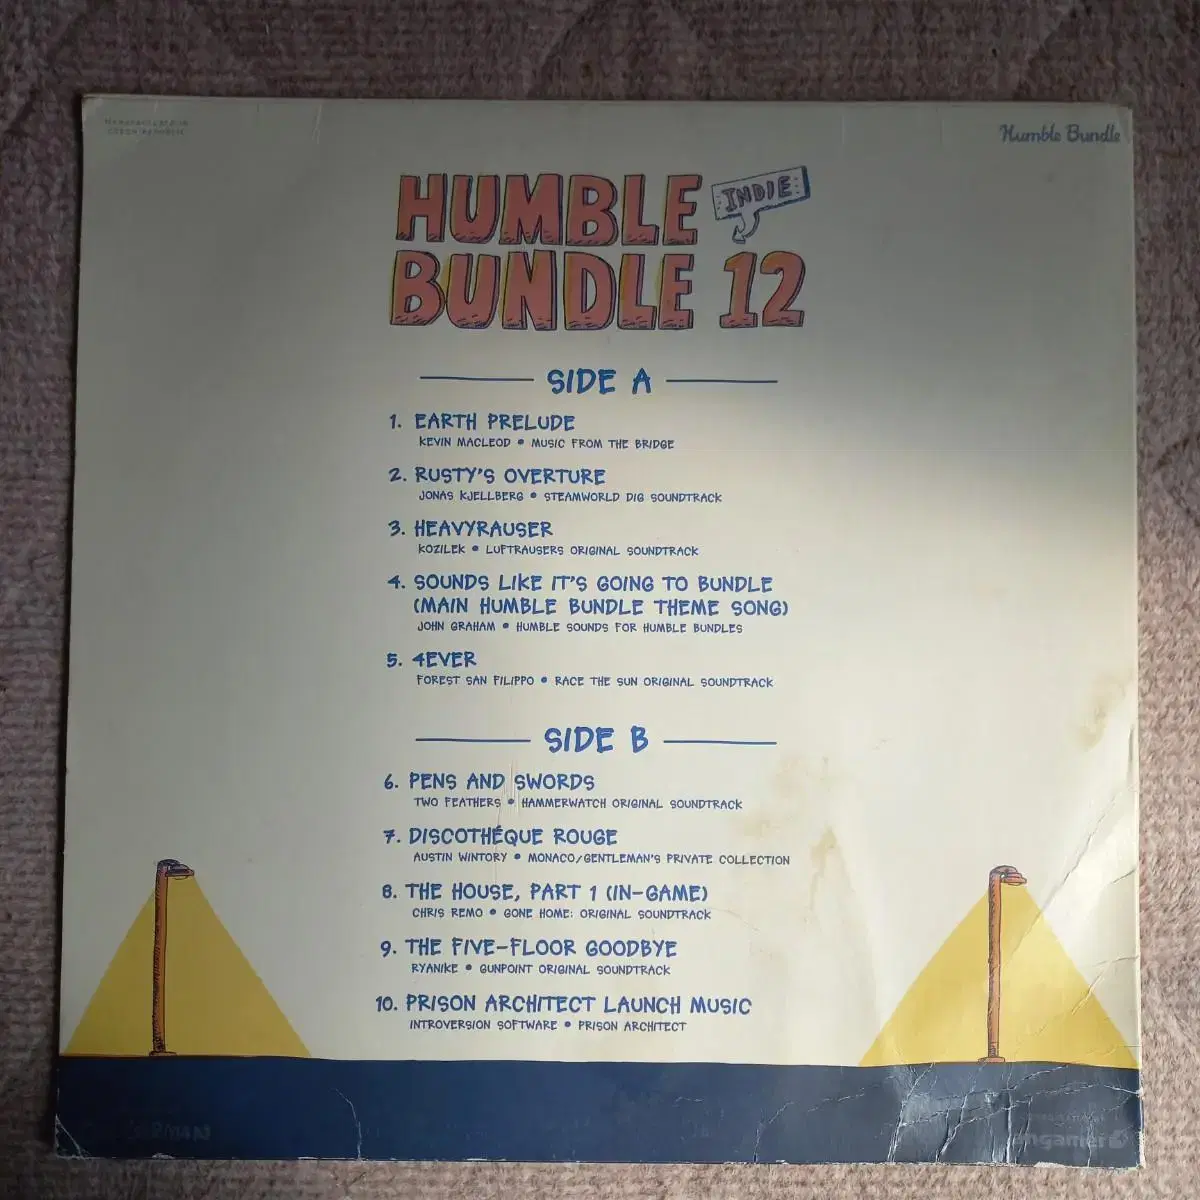 MANUFACTURED IN
CZECH REPUBLIC
Humble Bundle
HUMBLE INDIE
BUNDLE 12
SIDE A
1. EARTH PRELUDE
KEVIN MACLEOD • MUSIC FROM THE BRIDGE
2. RUSTY'S OVERTURE
JONAS KJELLBERG • STEAMWORLD DIG SOUNDTRACK
3. HEAVYRAUSER
KOZILEK • LUFTRAUSERS ORIGINAL SOUNDTRACK
4. SOUNDS LIKE IT'S GOING TO BUNDLE
(MAIN HUMBLE BUNDLE THEME SONG)
JOHN GRAHAM • HUMBLE SOUNDS FOR HUMBLE BUNDLES
5. 4EVER
FOREST SAN FILIPPO • RACE THE SUN ORIGINAL SOUNDTRACK
SIDE B
6. PENS AND SWORDS
TWO FEATHERS • HAMMERWATCH ORIGINAL SOUNDTRACK
7. DISCOTHÉQUE ROUGE
AUSTIN WINTORY • MONACO/GENTLEMAN'S PRIVATE COLLECTION
8. THE HOUSE, PART 1 (IN-GAME)
CHRIS REMO • GONE HOME: ORIGINAL SOUNDTRACK
9. THE FIVE-FLOOR GOODBYE
RYANIKE • GUNPOINT ORIGINAL SOUNDTRACK
10. PRISON ARCHITECT LAUNCH MUSIC
INTROVERSION SOFTWARE • PRISON ARCHITECT